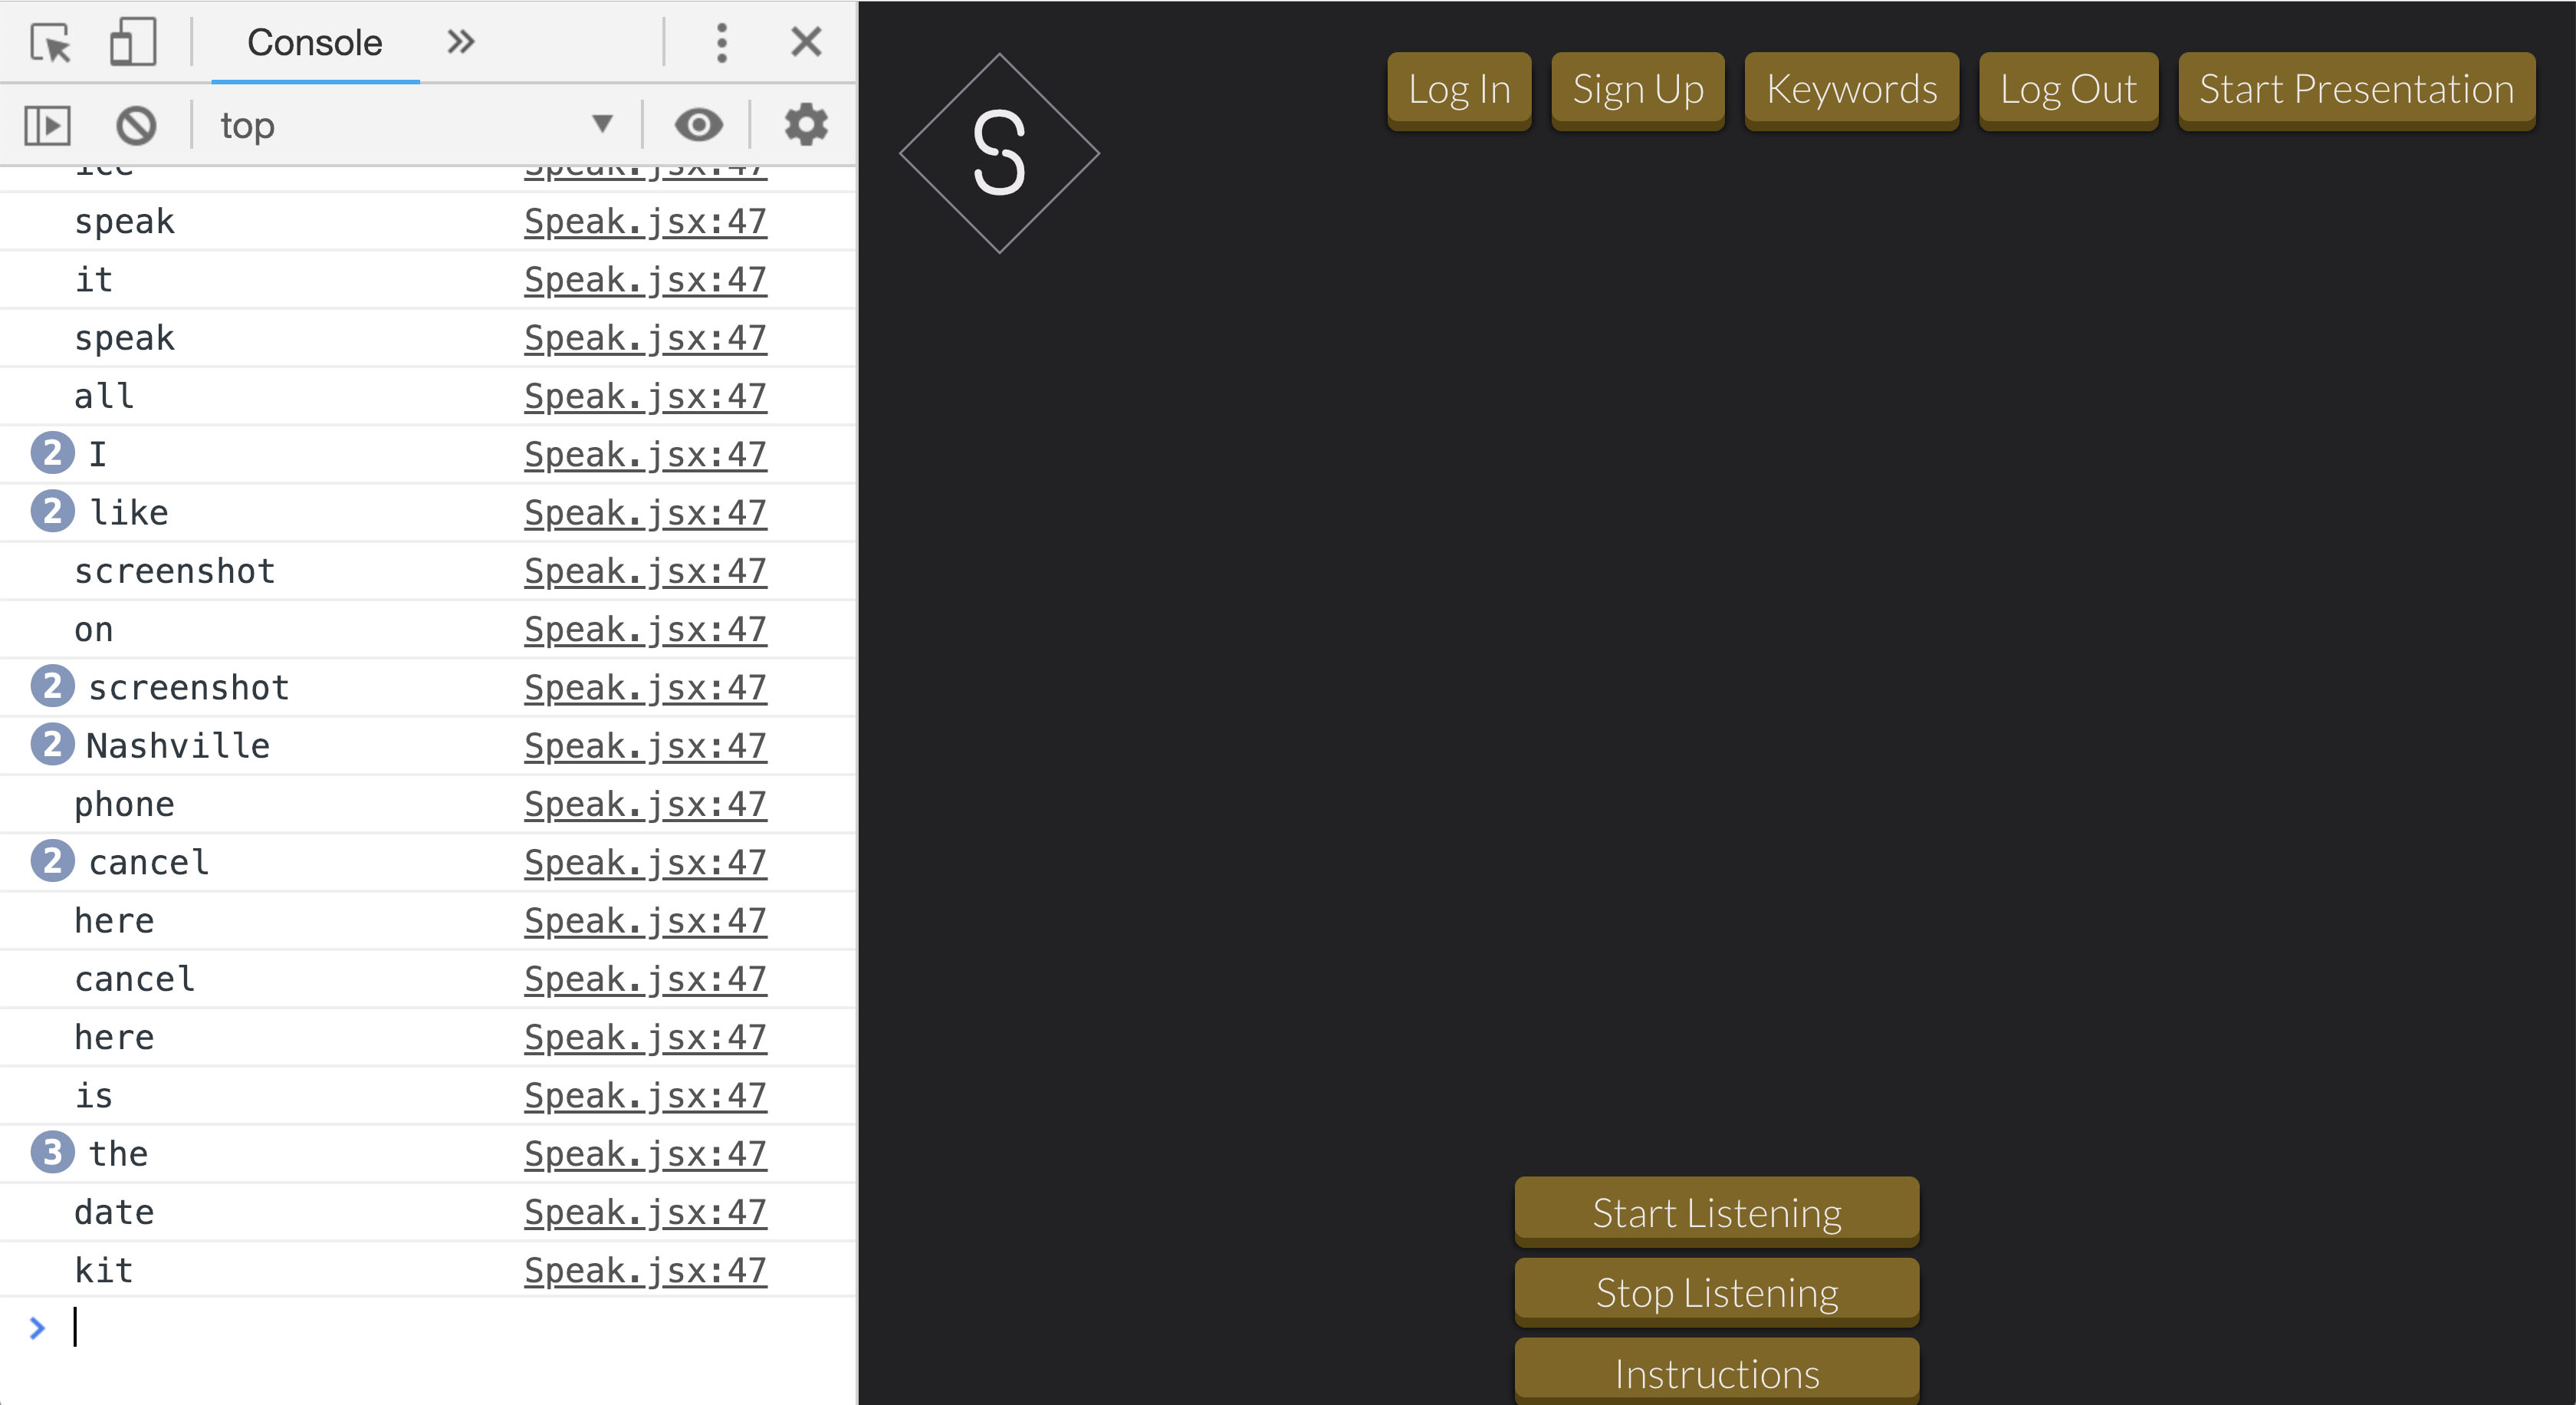 Console
top
Speak.jsx:47
speak Speak.jsx:47
it Speak.jsx:47
speak Speak.jsx:47
all Speak.jsx:47
2 I Speak.jsx:47
2 like Speak.jsx:47
screenshot Speak.jsx:47
on Speak.jsx:47
2 screenshot Speak.jsx:47
2 Nashville Speak.jsx:47
phone Speak.jsx:47
2 cancel Speak.jsx:47
here Speak.jsx:47
cancel Speak.jsx:47
here Speak.jsx:47
is Speak.jsx:47
3 the Speak.jsx:47
date Speak.jsx:47
kit Speak.jsx:47
S
Log In Sign Up Keywords Log Out Start Presentation
Start Listening
Stop Listening
Instructions